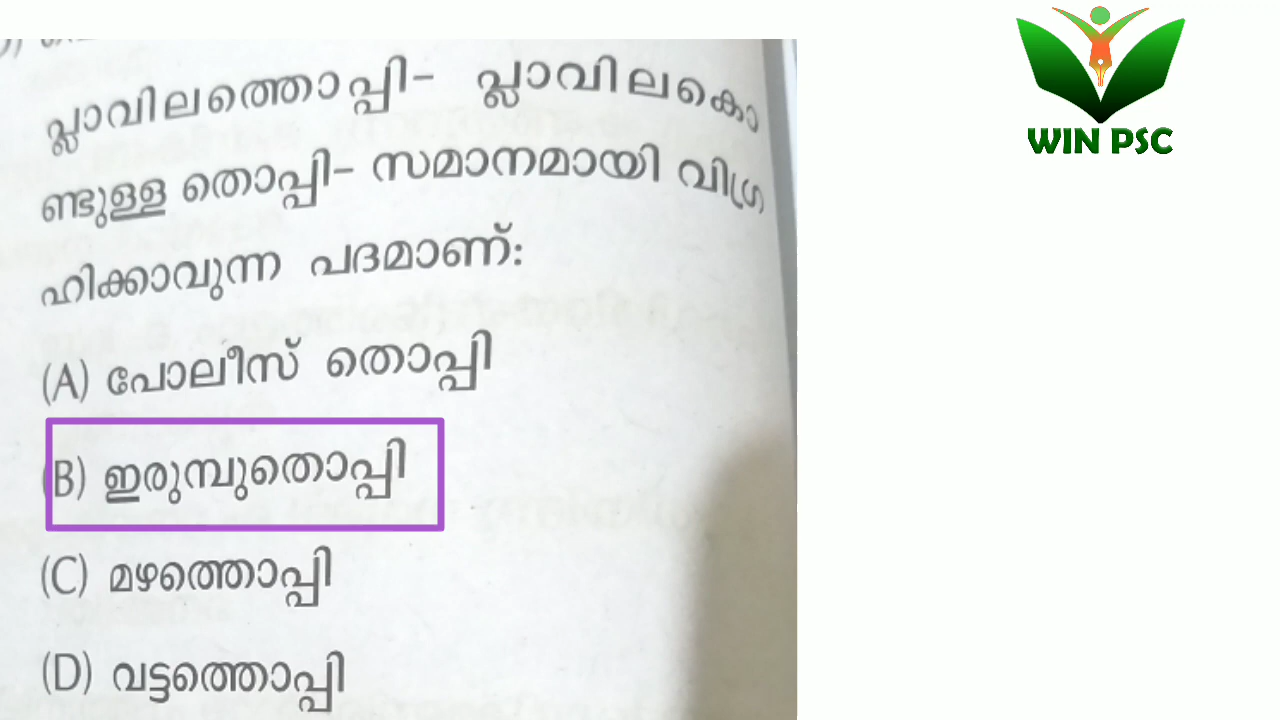 WIN PSC
പ്ലാവിലത്തൊപ്പി- പ്ലാവിലകൊ
ണ്ടുള്ള തൊപ്പി- സമാനമായി വിഗ്ര
ഹിക്കാവുന്ന പദമാണ്:
(A) പോലീസ് തൊപ്പി
(B) ഇരുമ്പുതൊപ്പി
(C) മഴത്തൊപ്പി
(D) വട്ടത്തൊപ്പി